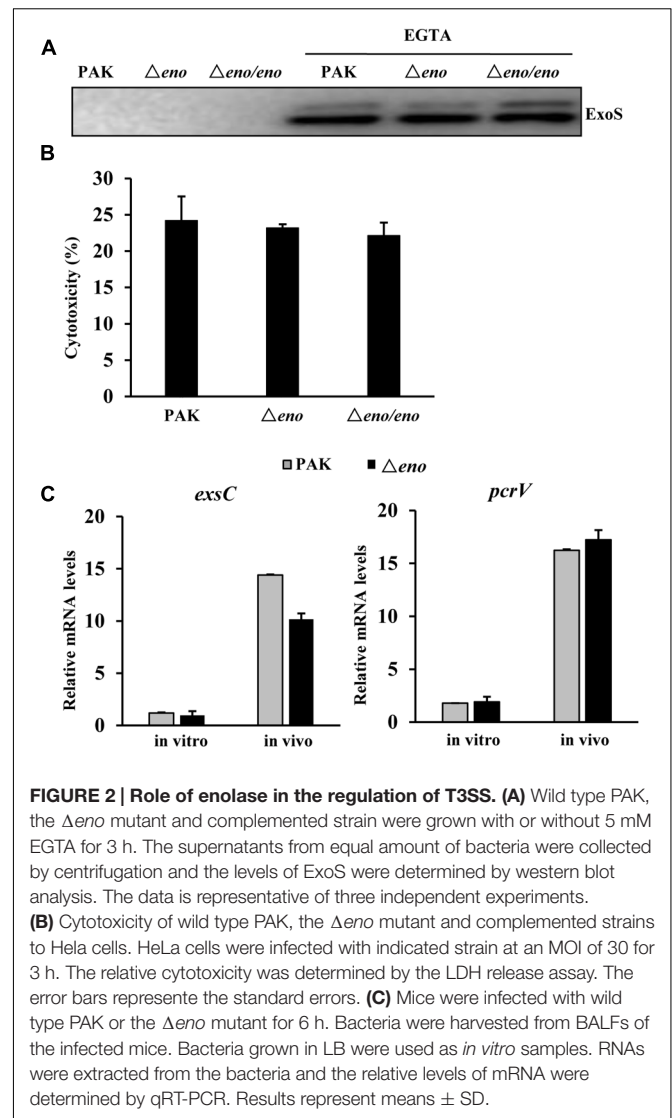 A
EGTA
PAK △eno △eno/eno PAK △eno △eno/eno
ExoS
B
30
25
20
15
10
5
0
Cytotoxicity (%)
PAK △eno △eno/eno
PAK △eno
C
exsC
20
15
10
5
0
Relative mRNA levels
in vitro in vivo
pcrV
20
15
10
5
0
Relative mRNA levels
in vitro in vivo
FIGURE 2 | Role of enolase in the regulation of T3SS. (A) Wild type PAK,
the Δeno mutant and complemented strain were grown with or without 5 mM
EGTA for 3 h. The supernatants from equal amount of bacteria were collected
by centrifugation and the levels of ExoS were determined by western blot
analysis. The data is representative of three independent experiments.
(B) Cytotoxicity of wild type PAK, the Δeno mutant and complemented strains
to Hela cells. HeLa cells were infected with indicated strain at an MOI of 30 for
3 h. The relative cytotoxicity was determined by the LDH release assay. The
error bars represente the standard errors. (C) Mice were infected with wild
type PAK or the Δeno mutant for 6 h. Bacteria were harvested from BALFs of
the infected mice. Bacteria grown in LB were used as in vitro samples. RNAs
were extracted from the bacteria and the relative levels of mRNA were
determined by qRT-PCR. Results represent means ± SD.